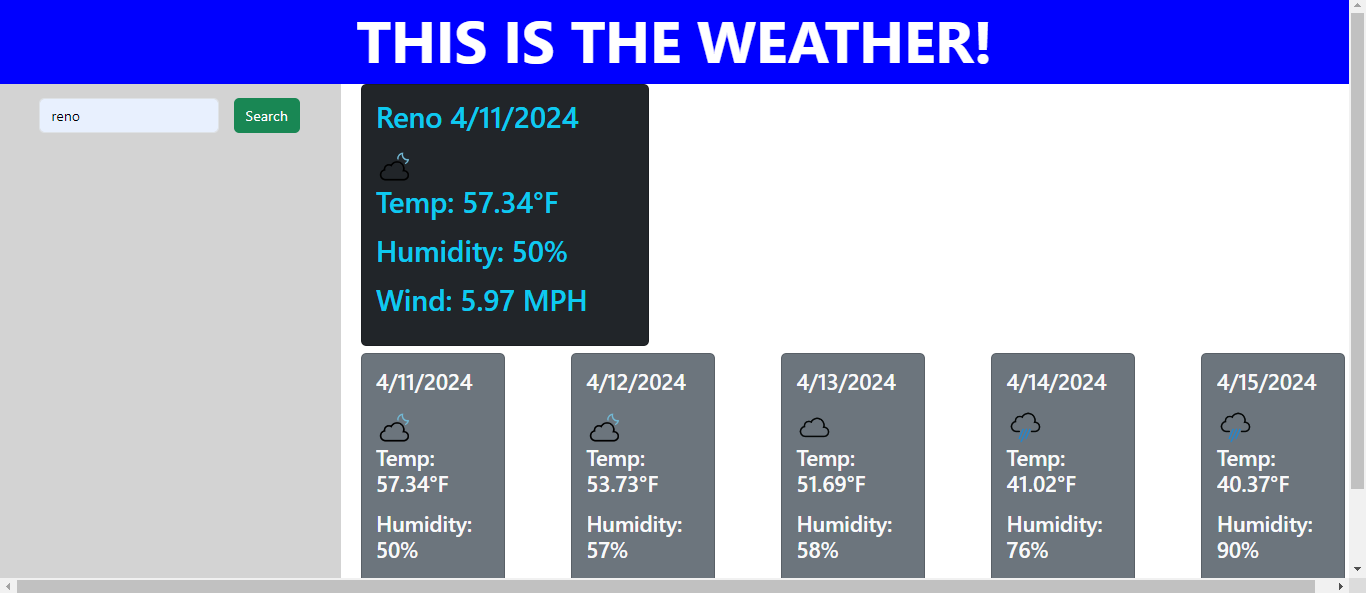 THIS IS THE WEATHER!
reno
Search
Reno 4/11/2024
Temp: 57.34°F
Humidity: 50%
Wind: 5.97 MPH
4/11/2024
Temp:
57.34°F
Humidity:
50%
4/12/2024
Temp:
53.73°F
Humidity:
57%
4/13/2024
Temp:
51.69°F
Humidity:
58%
4/14/2024
Temp:
41.02°F
Humidity:
76%
4/15/2024
Temp:
40.37°F
Humidity:
90%